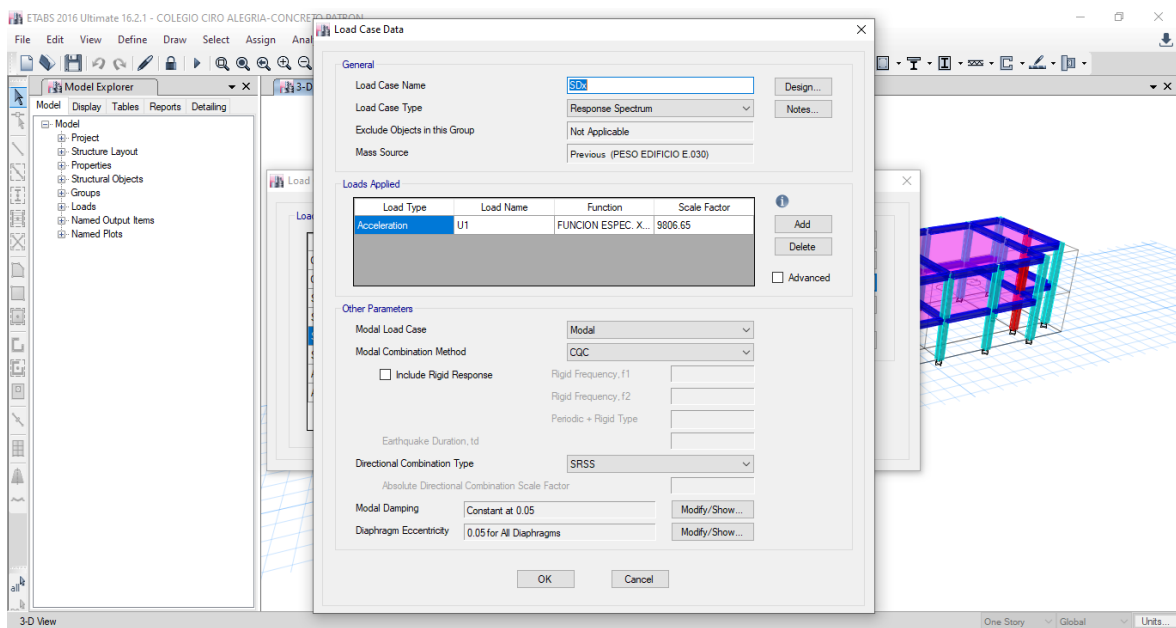 ETABS 2016 Ultimate 16.2.1 - COLEGIO CIRO ALEGRIA-CONCRETO PATRON
File Edit View Define Draw Select Assign Anal
Model Explorer
Model Display Tables Reports Detailing
Model
Project
Structure Layout
Properties
Structural Objects
Groups
Loads
Named Output Items
Named Plots
3-D
Load
Load Case Data
General
Load Case Name SDx Design...
Load Case Type Response Spectrum Notes...
Exclude Objects in this Group Not Applicable
Mass Source Previous (PESO EDIFICIO E.030)
Loads Applied
Load Type Load Name Function Scale Factor
Acceleration U1 FUNCION ESPEC. X... 9806.65
Add
Delete
Advanced
Other Parameters
Modal Load Case Modal
Modal Combination Method CQC
Include Rigid Response Rigid Frequency, f1
Rigid Frequency, f2
Periodic + Rigid Type
Earthquake Duration, td
Directional Combination Type SRSS
Absolute Directional Combination Scale Factor
Modal Damping Constant at 0.05 Modify/Show...
Diaphragm Eccentricity 0.05 for All Diaphragms Modify/Show...
OK Cancel
all
3-D View One Story Global Units...